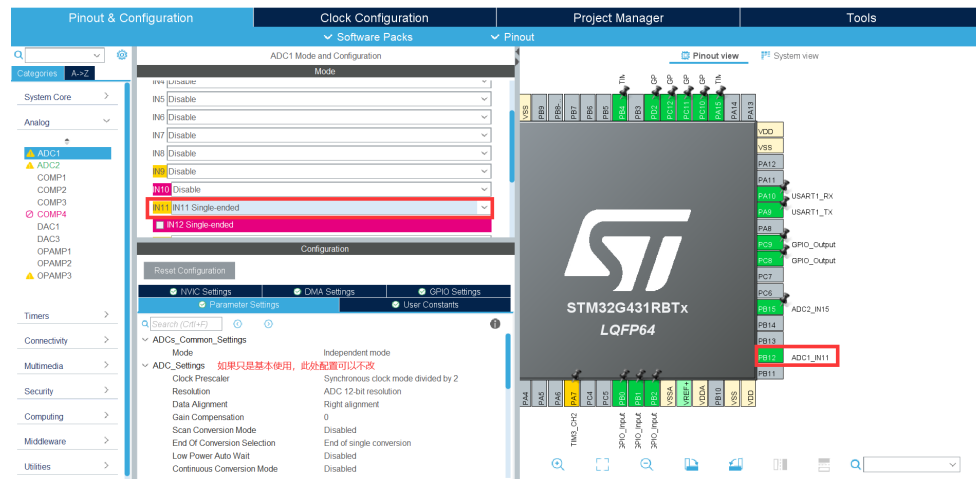 Pinout & Configuration
Clock Configuration
Project Manager
Tools
Software Packs
Pinout
Categories
A->Z
System Core
Analog
ADC1
ADC2
COMP1
COMP2
COMP3
COMP4
DAC1
DAC3
OPAMP1
OPAMP2
OPAMP3
Timers
Connectivity
Multimedia
Security
Computing
Middleware
Utilities
ADC1 Mode and Configuration
Mode
IN4 Disable
IN5 Disable
IN6 Disable
IN7 Disable
IN8 Disable
IN9 Disable
IN10 Disable
IN11 IN11 Single-ended
IN12 Single-ended
Configuration
Reset Configuration
NVIC Settings
DMA Settings
GPIO Settings
Parameter Settings
User Constants
Search (Crtl+F)
ADCs_Common_Settings
Mode Independent mode
ADC_Settings 如果只是基本使用，此处配置可以不改
Clock Prescaler Synchronous clock mode divided by 2
Resolution ADC 12-bit resolution
Data Alignment Right alignment
Gain Compensation 0
Scan Conversion Mode Disabled
End Of Conversion Selection End of single conversion
Low Power Auto Wait Disabled
Continuous Conversion Mode Disabled
Pinout view
System view
TIM
GP
GP
GP
GP
TIM
VSS
PB9
PB8-
PB7
PB6
PB5
PB4
PB3
PD2
PC12
PC11
PC10
PA15
PA14
PA13
VDD
VSS
PA12
PA11
PA10 USART1_RX
PA9 USART1_TX
PA8
PC9 GPIO_Output
PC8 GPIO_Output
PC7
PC6
PB15 ADC2_IN15
PB14
PB13
PB12 ADC1_IN11
PB11
ST
STM32G431RBTx
LQFP64
PA4
PA5
PA6
PA7
PC4
PC5
PB0
PB1
PB2
VSSA
VREF+
VDDA
PB10
VSS
VDD
TIM3_CH2
GPIO_Input
GPIO_Input
GPIO_Input